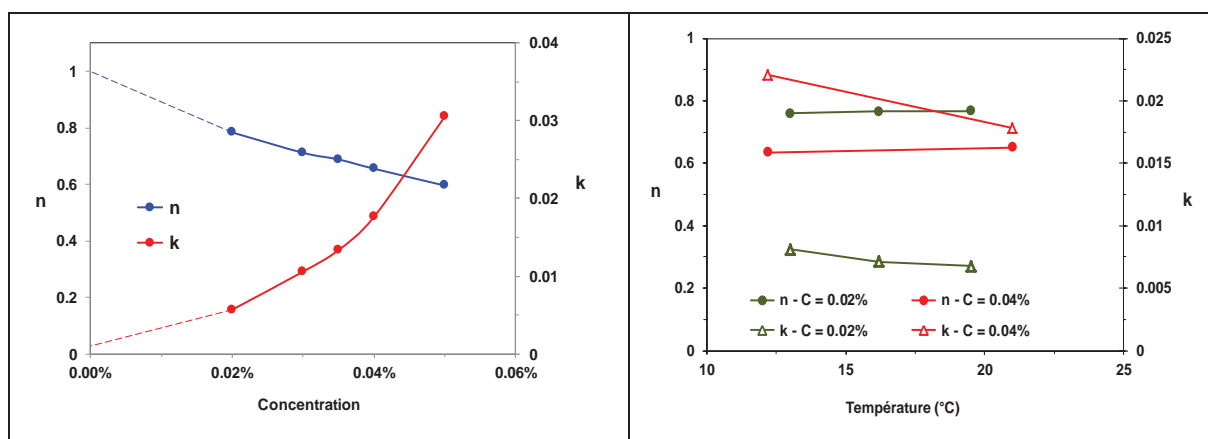 1
0.8
0.6
0.4
0.2
0
n
n
k
0.04
0.03
0.02
0.01
0
k
0.00% 0.02% 0.04% 0.06%
Concentration
1
0.8
0.6
0.4
0.2
0
n
n - C = 0.02% n - C = 0.04%
k - C = 0.02% k - C = 0.04%
0.025
0.02
0.015
0.01
0.005
0
k
10 15 20 25
Température (°C)